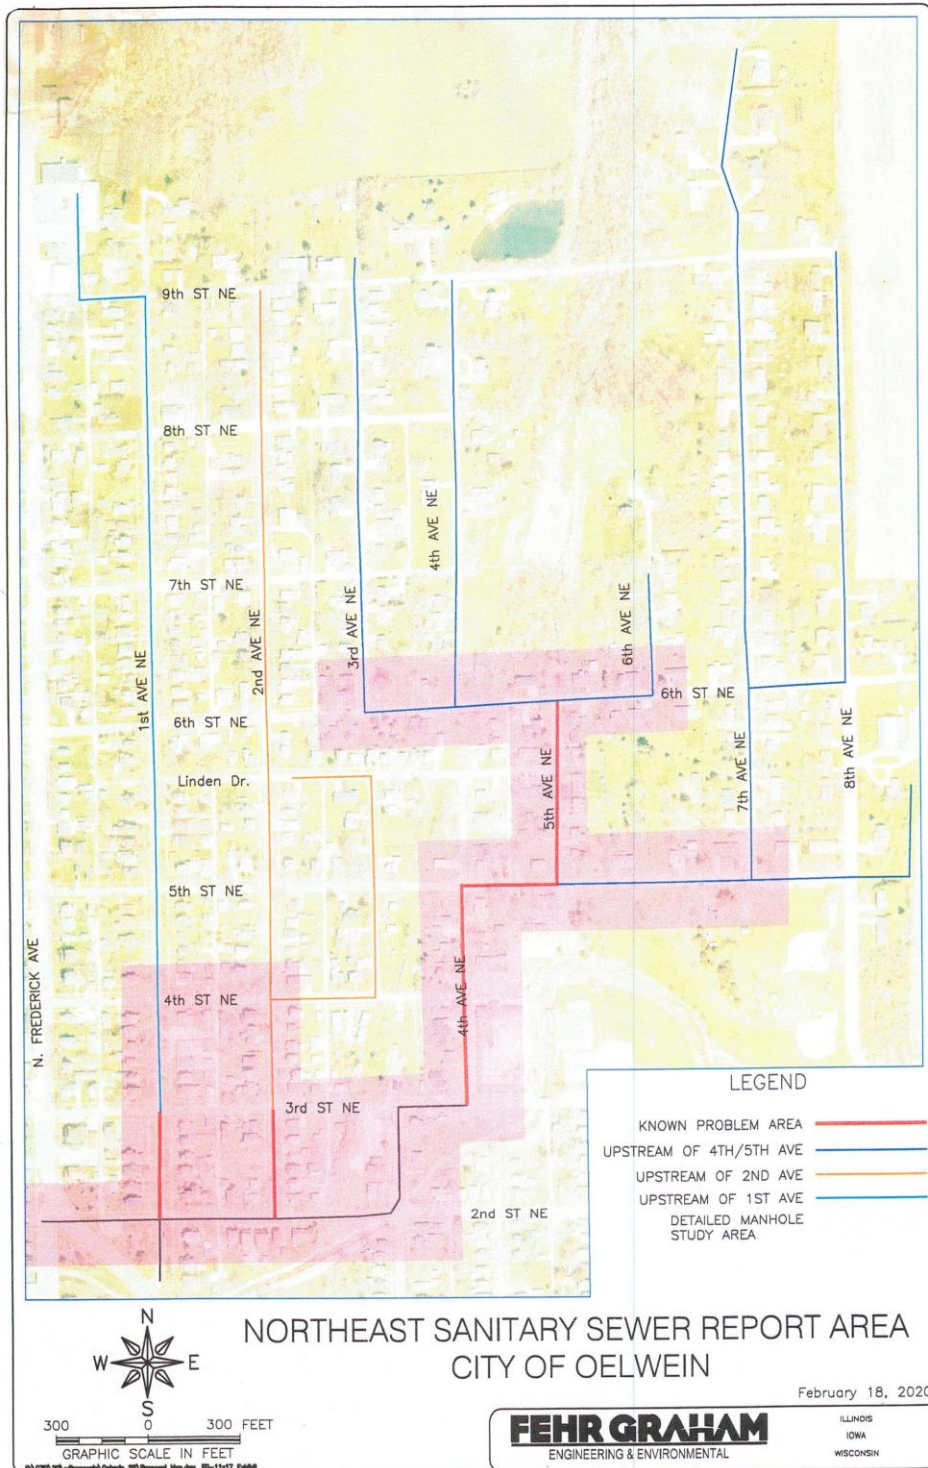 9th ST NE
8th ST NE
7th ST NE
1st AVE NE
2nd AVE NE
3rd AVE NE
4th AVE NE
6th AVE NE
6th ST NE
6th ST NE
Linden Dr.
5th AVE NE
7th AVE NE
8th AVE NE
5th ST NE
N. FREDERICK AVE
4th ST NE
4th AVE NE
3rd ST NE
2nd ST NE
LEGEND
KNOWN PROBLEM AREA
UPSTREAM OF 4TH/5TH AVE
UPSTREAM OF 2ND AVE
UPSTREAM OF 1ST AVE
DETAILED MANHOLE
STUDY AREA
N
W E
S
NORTHEAST SANITARY SEWER REPORT AREA
CITY OF OELWEIN
February 18, 2020
300 0 300 FEET
GRAPHIC SCALE IN FEET
FEHR GRAHAM
ENGINEERING & ENVIRONMENTAL
ILLINOIS
IOWA
WISCONSIN